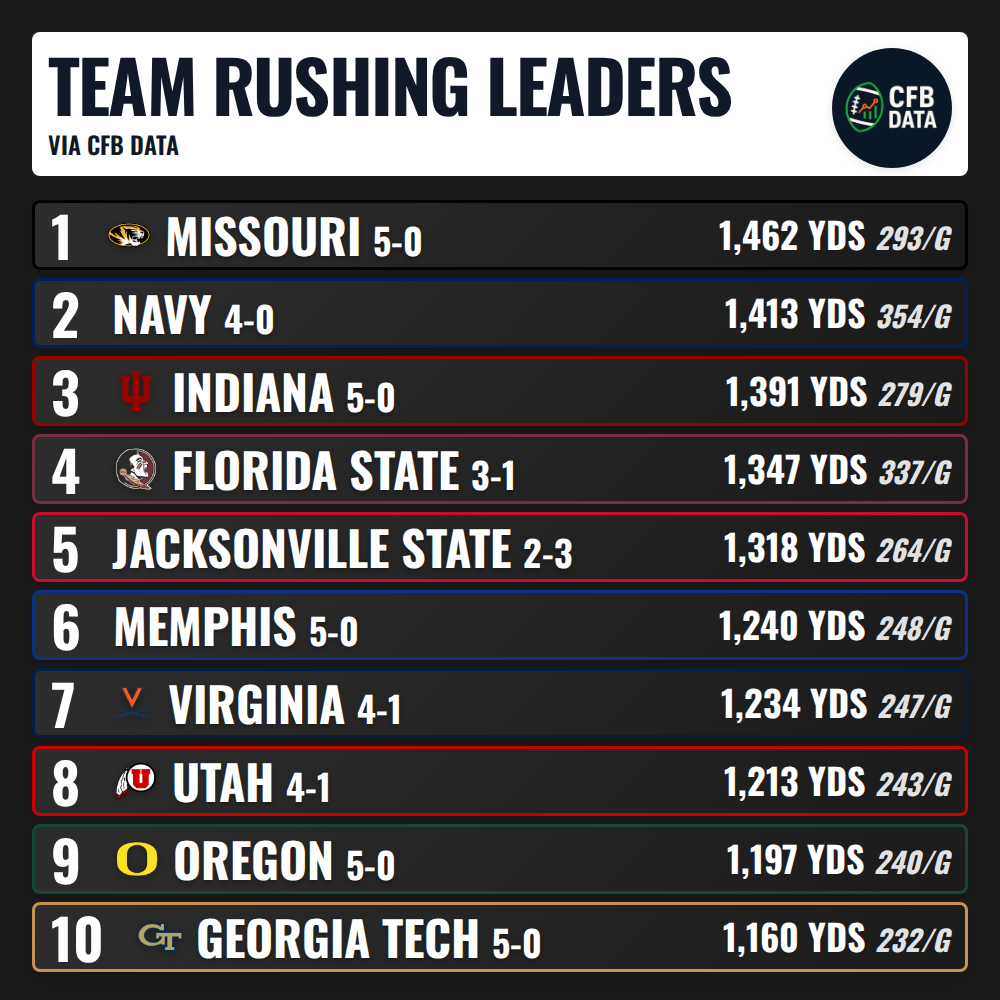 TEAM RUSHING LEADERS
VIA CFB DATA
CFB
DATA
1 MISSOURI 5-0 1,462 YDS 293/G
2 NAVY 4-0 1,413 YDS 354/G
3 INDIANA 5-0 1,391 YDS 279/G
4 FLORIDA STATE 3-1 1,347 YDS 337/G
5 JACKSONVILLE STATE 2-3 1,318 YDS 264/G
6 MEMPHIS 5-0 1,240 YDS 248/G
7 VIRGINIA 4-1 1,234 YDS 247/G
8 U UTAH 4-1 1,213 YDS 243/G
9 O OREGON 5-0 1,197 YDS 240/G
10 GT GEORGIA TECH 5-0 1,160 YDS 232/G